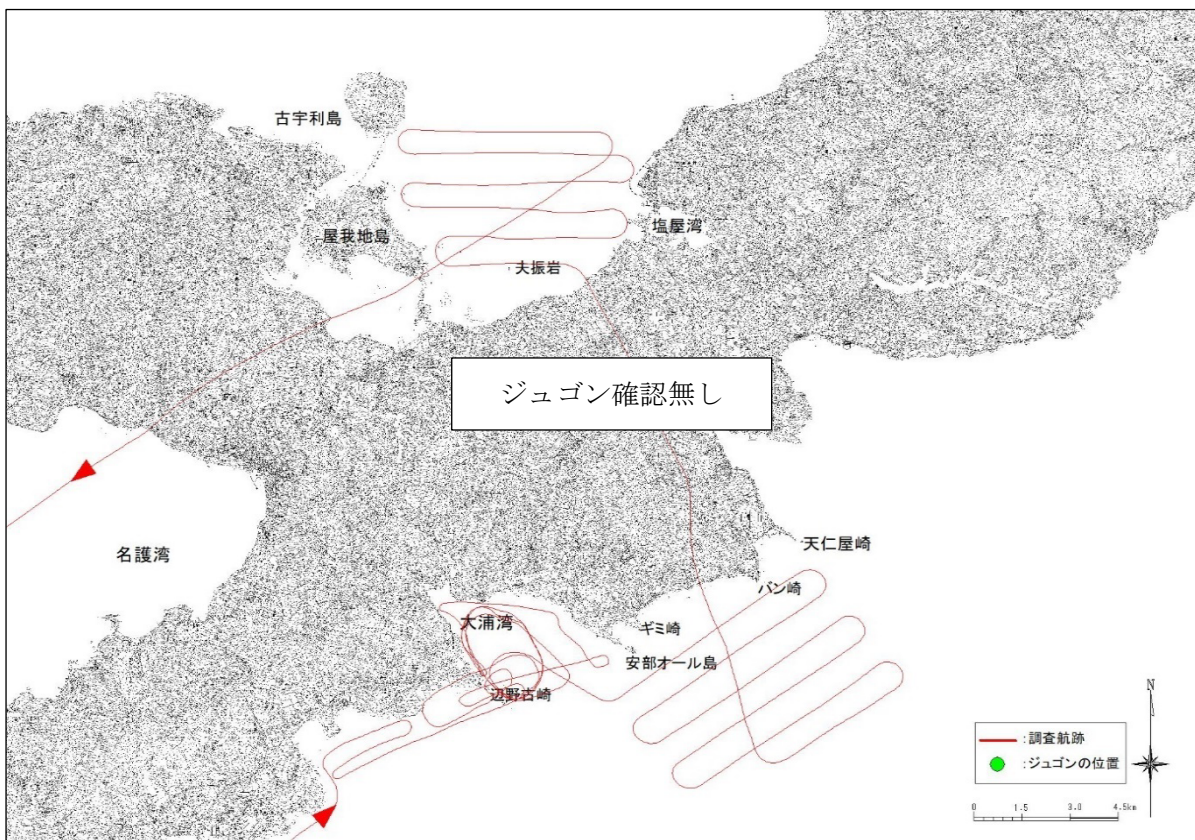 古宇利島
屋我地島
塩屋湾
夫振岩
ジュゴン確認無し
名護湾
天仁屋崎
バン崎
大浦湾
ギミ崎
安部オール島
辺野古崎
N
:調査航跡
:ジュゴンの位置
0 1.5 3.0 4.5km